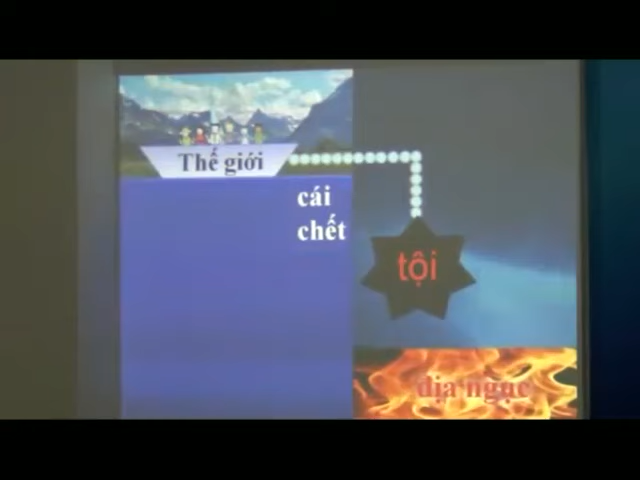 Thế giới
cái
chết
tội
địa ngục